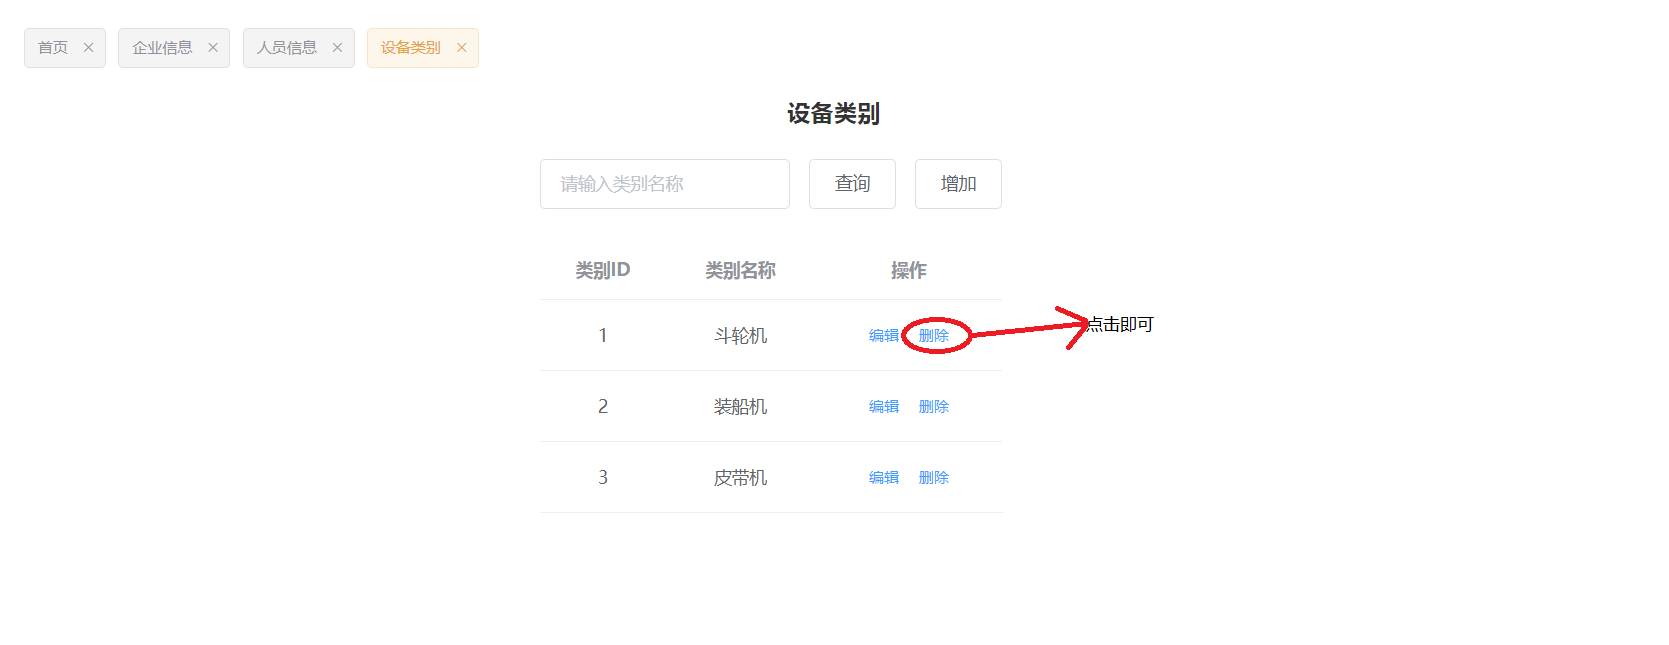 首页 企业信息 人员信息 设备类别
设备类别
请输入类别名称 查询 增加
类别ID 类别名称 操作
1 斗轮机 编辑 删除 点击即可
2 装船机 编辑 删除
3 皮带机 编辑 删除